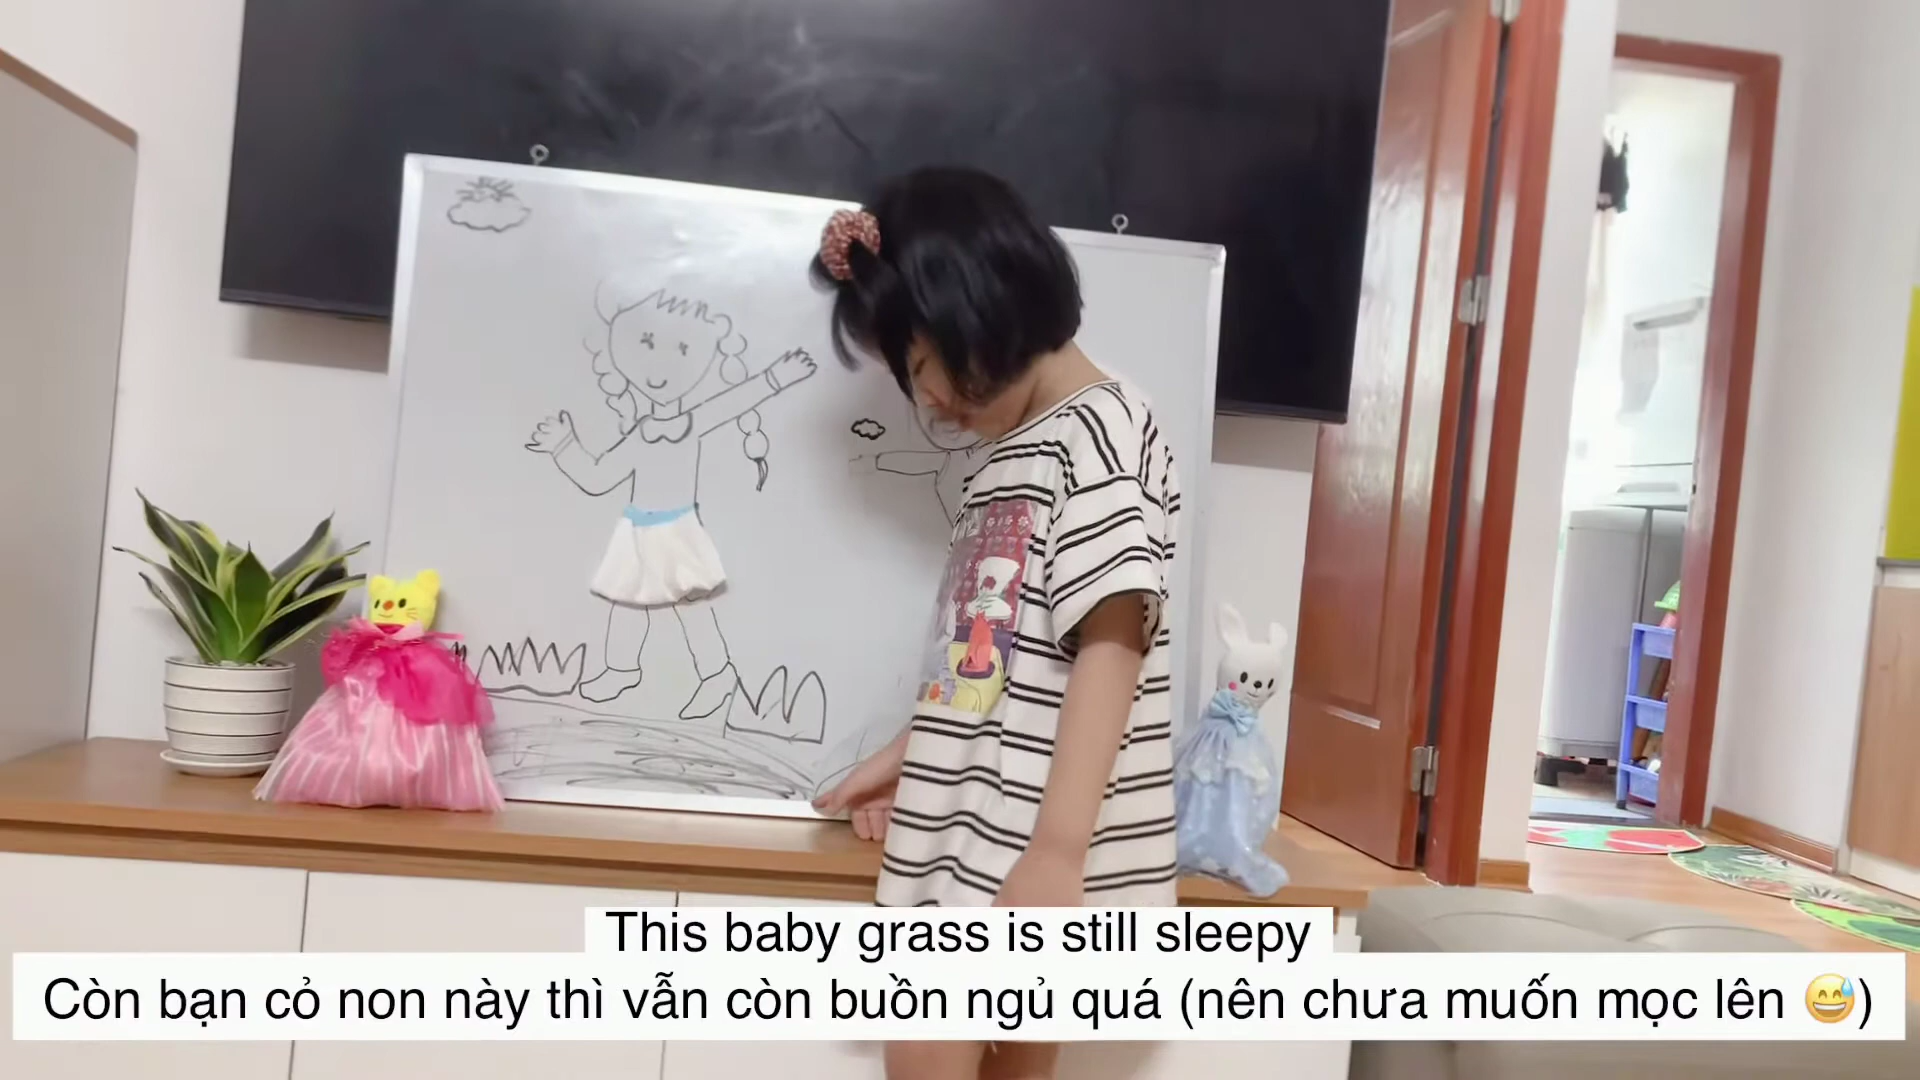 This baby grass is still sleepy
Còn bạn cỏ non này thì vẫn còn buồn ngủ quá (nên chưa muốn mọc lên 😅)